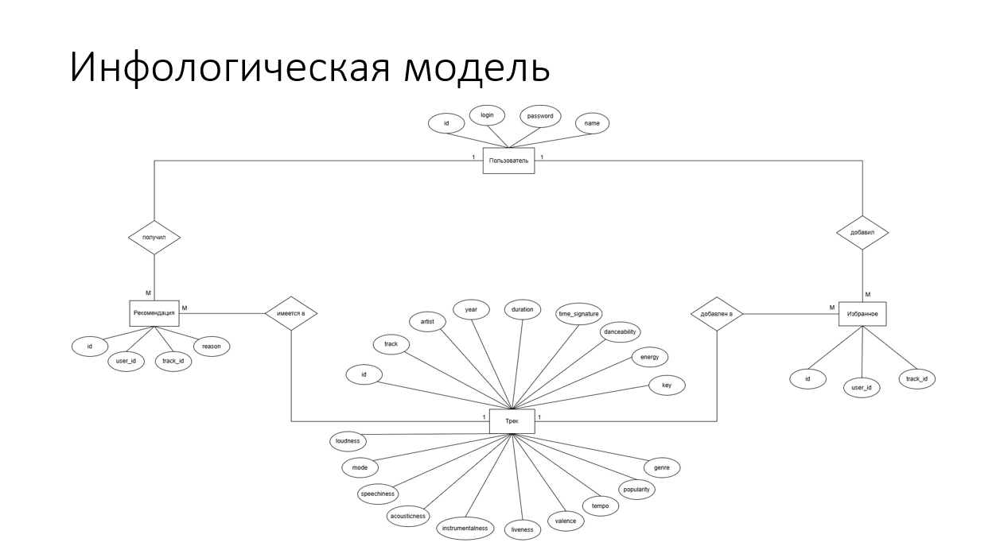 Инфологическая модель
id
login
password
name
Пользователь
1
1
получил
добавил
M
M
Рекомендация
M
имеется в
добавлен в
M
Избранное
id
user_id
track_id
reason
id
track
artist
year
duration
time_signature
danceability
energy
key
id
user_id
track_id
1
Трек
1
loudness
mode
speechiness
acousticness
instrumentalness
liveness
valence
tempo
popularity
genre